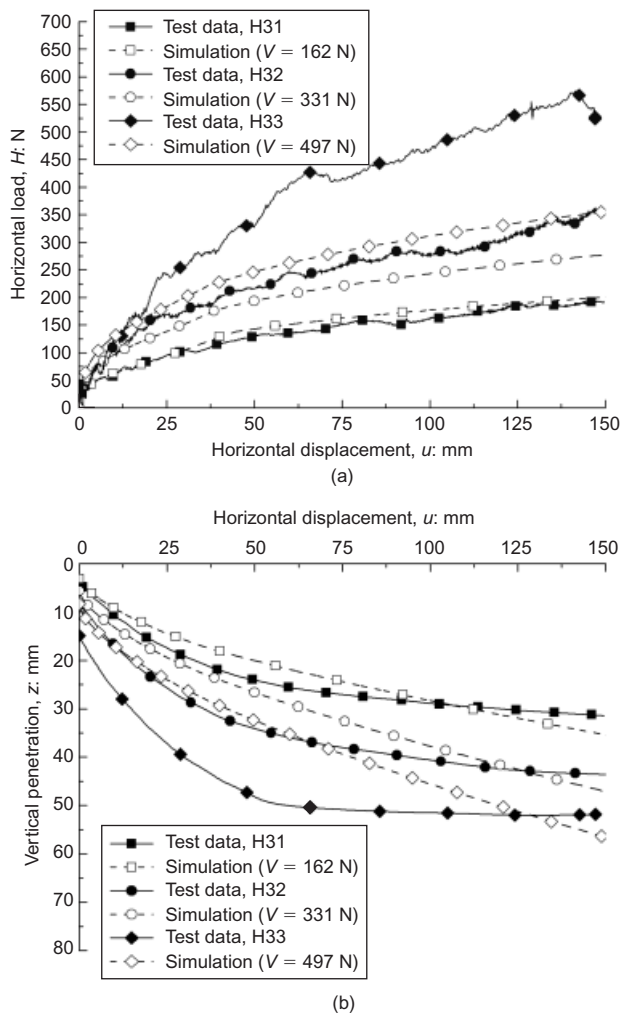 700
650
600
550
500
450
400
350
300
250
200
150
100
50
0
Horizontal load, H: N
Test data, H31
Simulation (V = 162 N)
Test data, H32
Simulation (V = 331 N)
Test data, H33
Simulation (V = 497 N)
0 25 50 75 100 125 150
Horizontal displacement, u: mm
(a)
Horizontal displacement, u: mm
0 25 50 75 100 125 150
0
10
20
30
40
50
60
70
80
Vertical penetration, z: mm
Test data, H31
Simulation (V = 162 N)
Test data, H32
Simulation (V = 331 N)
Test data, H33
Simulation (V = 497 N)
(b)